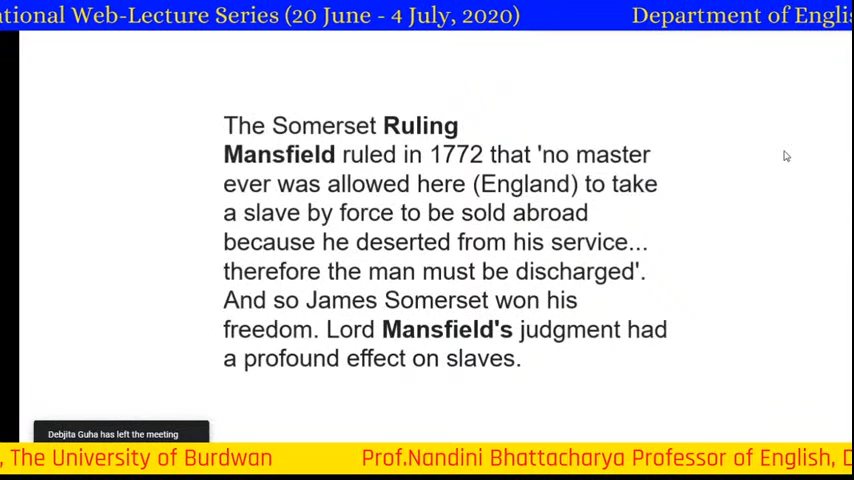 ational Web-Lecture Series (20 June - 4 July, 2020) Department of Englis
The Somerset Ruling
Mansfield ruled in 1772 that 'no master
ever was allowed here (England) to take
a slave by force to be sold abroad
because he deserted from his service...
therefore the man must be discharged'.
And so James Somerset won his
freedom. Lord Mansfield's judgment had
a profound effect on slaves.
Debjita Guha has left the meeting
, The University of Burdwan Prof.Nandini Bhattacharya Professor of English, D